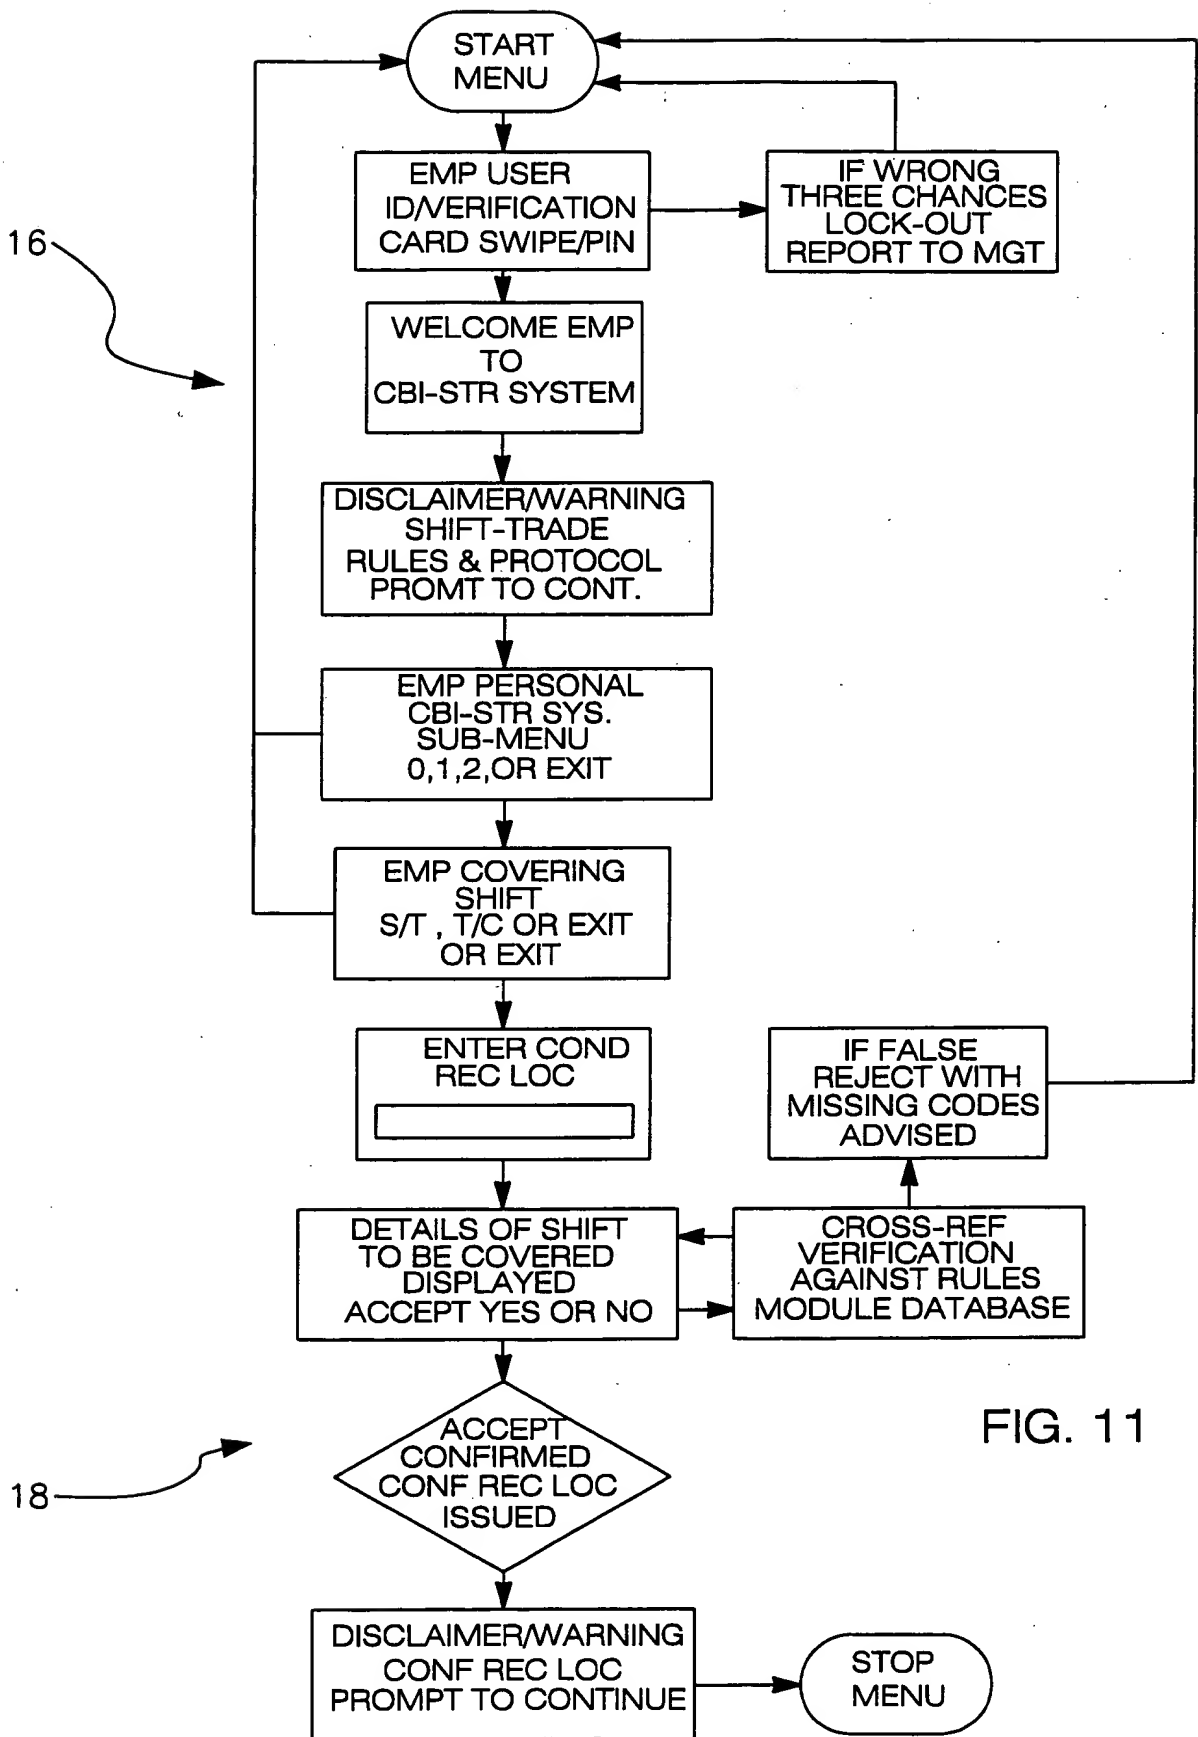 START
MENU
EMP USER
ID/VERIFICATION
CARD SWIPE/PIN
IF WRONG
THREE CHANCES
LOCK-OUT
REPORT TO MGT
16
WELCOME EMP
TO
CBI-STR SYSTEM
DISCLAIMER/WARNING
SHIFT-TRADE
RULES & PROTOCOL
PROMT TO CONT.
EMP PERSONAL
CBI-STR SYS.
SUB-MENU
0,1,2,OR EXIT
EMP COVERING
SHIFT
S/T , T/C OR EXIT
OR EXIT
ENTER COND
REC LOC
IF FALSE
REJECT WITH
MISSING CODES
ADVISED
DETAILS OF SHIFT
TO BE COVERED
DISPLAYED
ACCEPT YES OR NO
CROSS-REF
VERIFICATION
AGAINST RULES
MODULE DATABASE
ACCEPT
CONFIRMED
CONF REC LOC
ISSUED
18
FIG. 11
DISCLAIMER/WARNING
CONF REC LOC
PROMPT TO CONTINUE
STOP
MENU